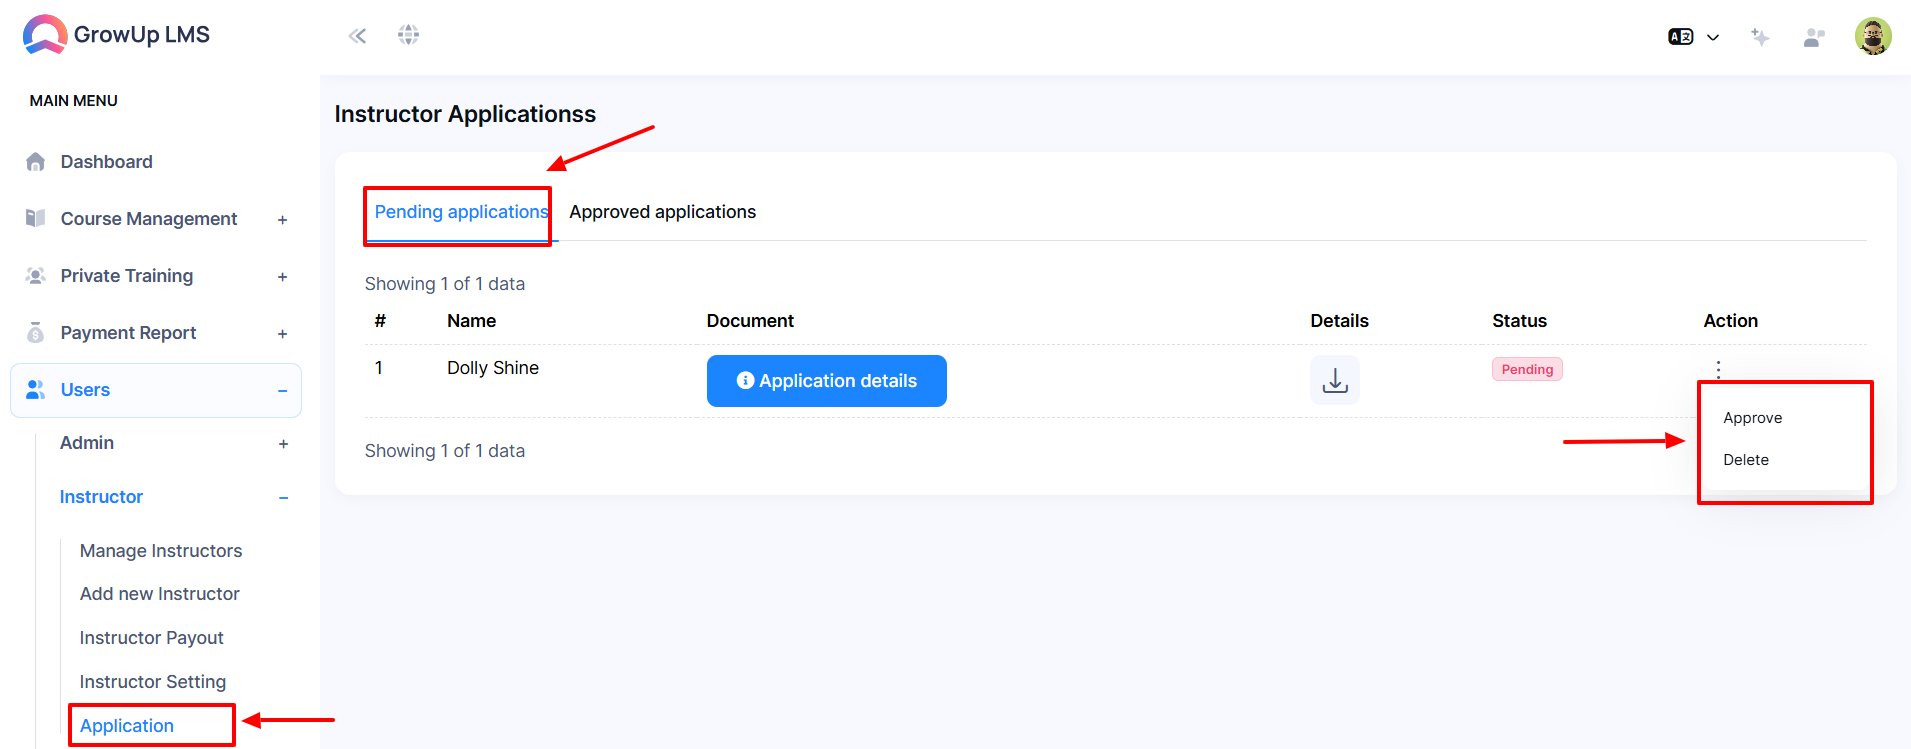 GrowUp LMS
MAIN MENU
Dashboard
Course Management +
Private Training +
Payment Report +
Users −
Admin +
Instructor −
Manage Instructors
Add new Instructor
Instructor Payout
Instructor Setting
Application
A文
Instructor Applicationss
Pending applications Approved applications
Showing 1 of 1 data
# Name Document Details Status Action
1 Dolly Shine Application details Pending
Approve
Delete
Showing 1 of 1 data